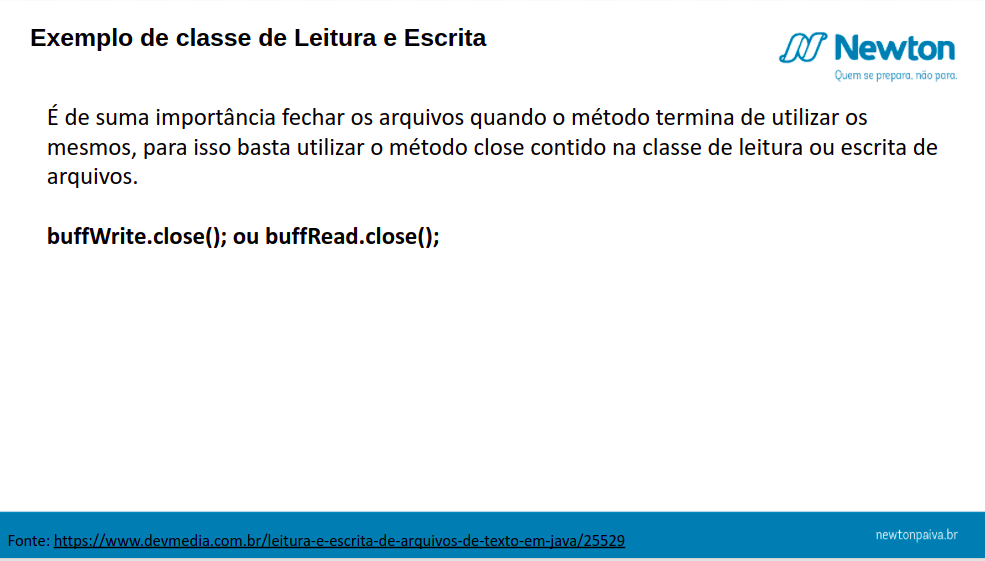 Exemplo de classe de Leitura e Escrita
Newton
Quem se prepara, não para.
É de suma importância fechar os arquivos quando o método termina de utilizar os
mesmos, para isso basta utilizar o método close contido na classe de leitura ou escrita de
arquivos.
buffWrite.close(); ou buffRead.close();
Fonte: https://www.devmedia.com.br/leitura-e-escrita-de-arquivos-de-texto-em-java/25529
newtonpaiva.br